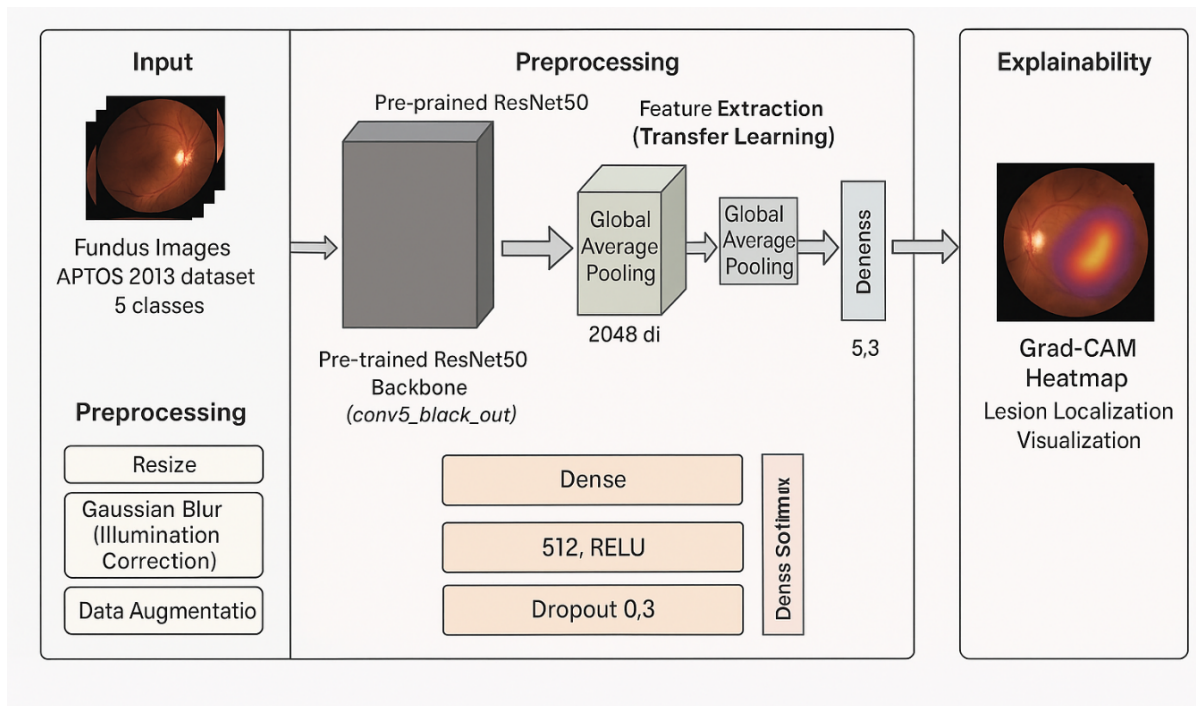 Input
Fundus Images
APTOS 2013 dataset
5 classes
Preprocessing
Resize
Gaussian Blur
(Illumination
Correction)
Data Augmentatio
Preprocessing
Pre-prained ResNet50
Feature Extraction
(Transfer Learning)
Global
Average
Pooling
2048 di
Global
Average
Pooling
Denenss
5,3
Pre-trained ResNet50
Backbone
(conv5_black_out)
Dense
512, RELU
Dropout 0,3
Denss Sotimux
Explainability
Grad-CAM
Heatmap
Lesion Localization
Visualization